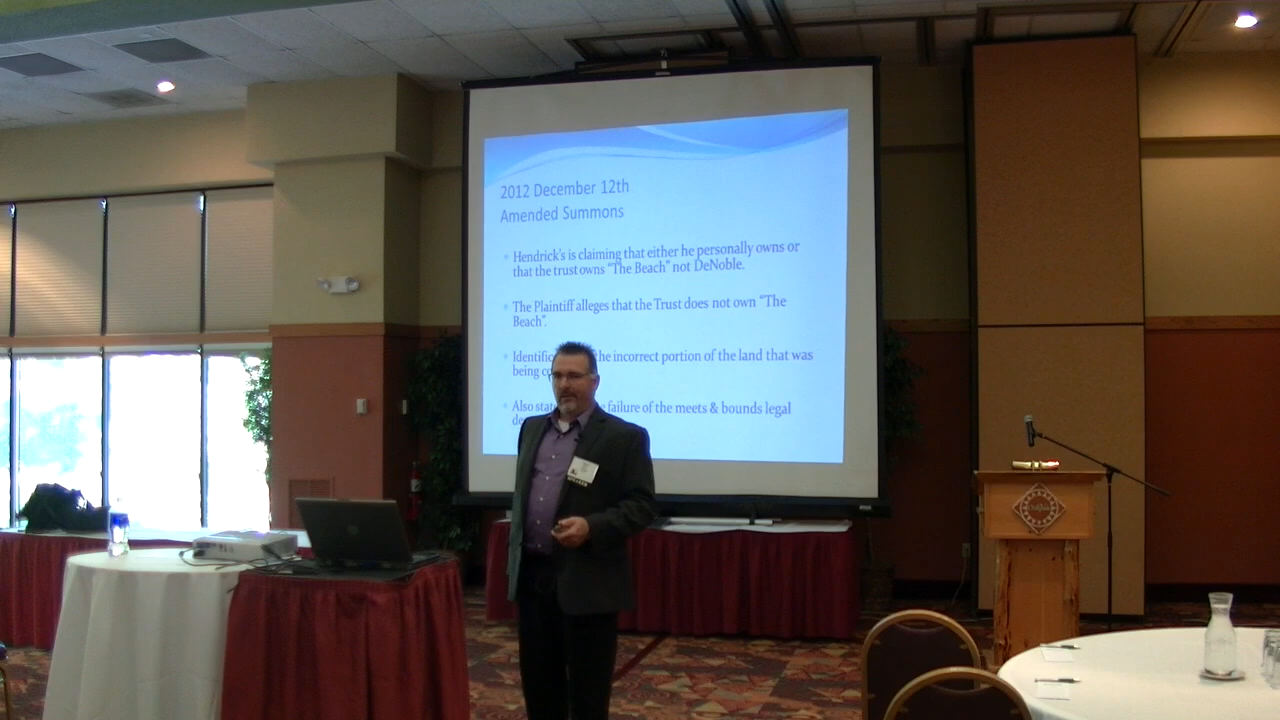 2012 December 12th
Amended Summons
Hendrick's is claiming that either he personally owns or
that the trust owns "The Beach" not DeNoble.
The Plaintiff alleges that the Trust does not own "The
Beach".
the incorrect portion of the land that was
being
Also failure of the meets & bounds legal
SPEAKER